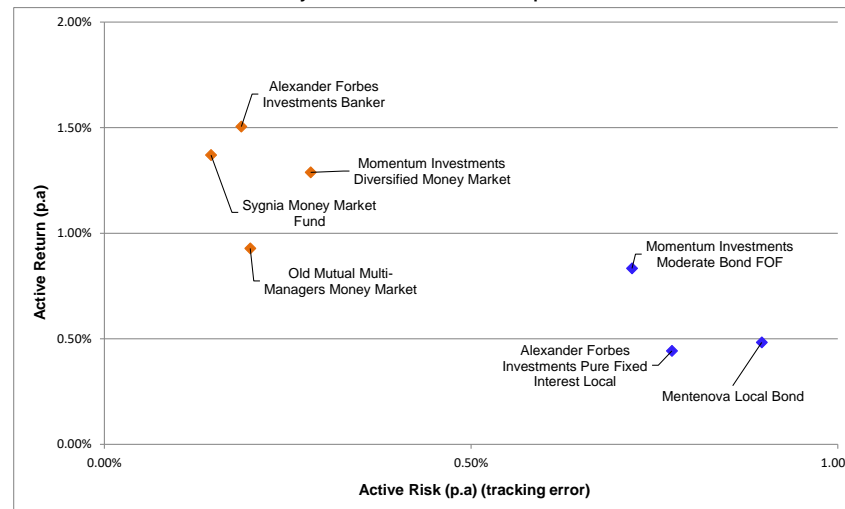 2.00%
Alexander Forbes
Investments Banker
1.50%
Momentum Investments
Diversified Money Market
Sygnia Money Market
Fund
1.00%
Momentum Investments
Moderate Bond FOF
Old Mutual Multi-
Managers Money Market
0.50%
Alexander Forbes
Investments Pure Fixed
Interest Local
Mentenova Local Bond
0.00%
0.00%
0.50%
1.00
Active Risk (p.a) (tracking error)
Active Return (p.a)